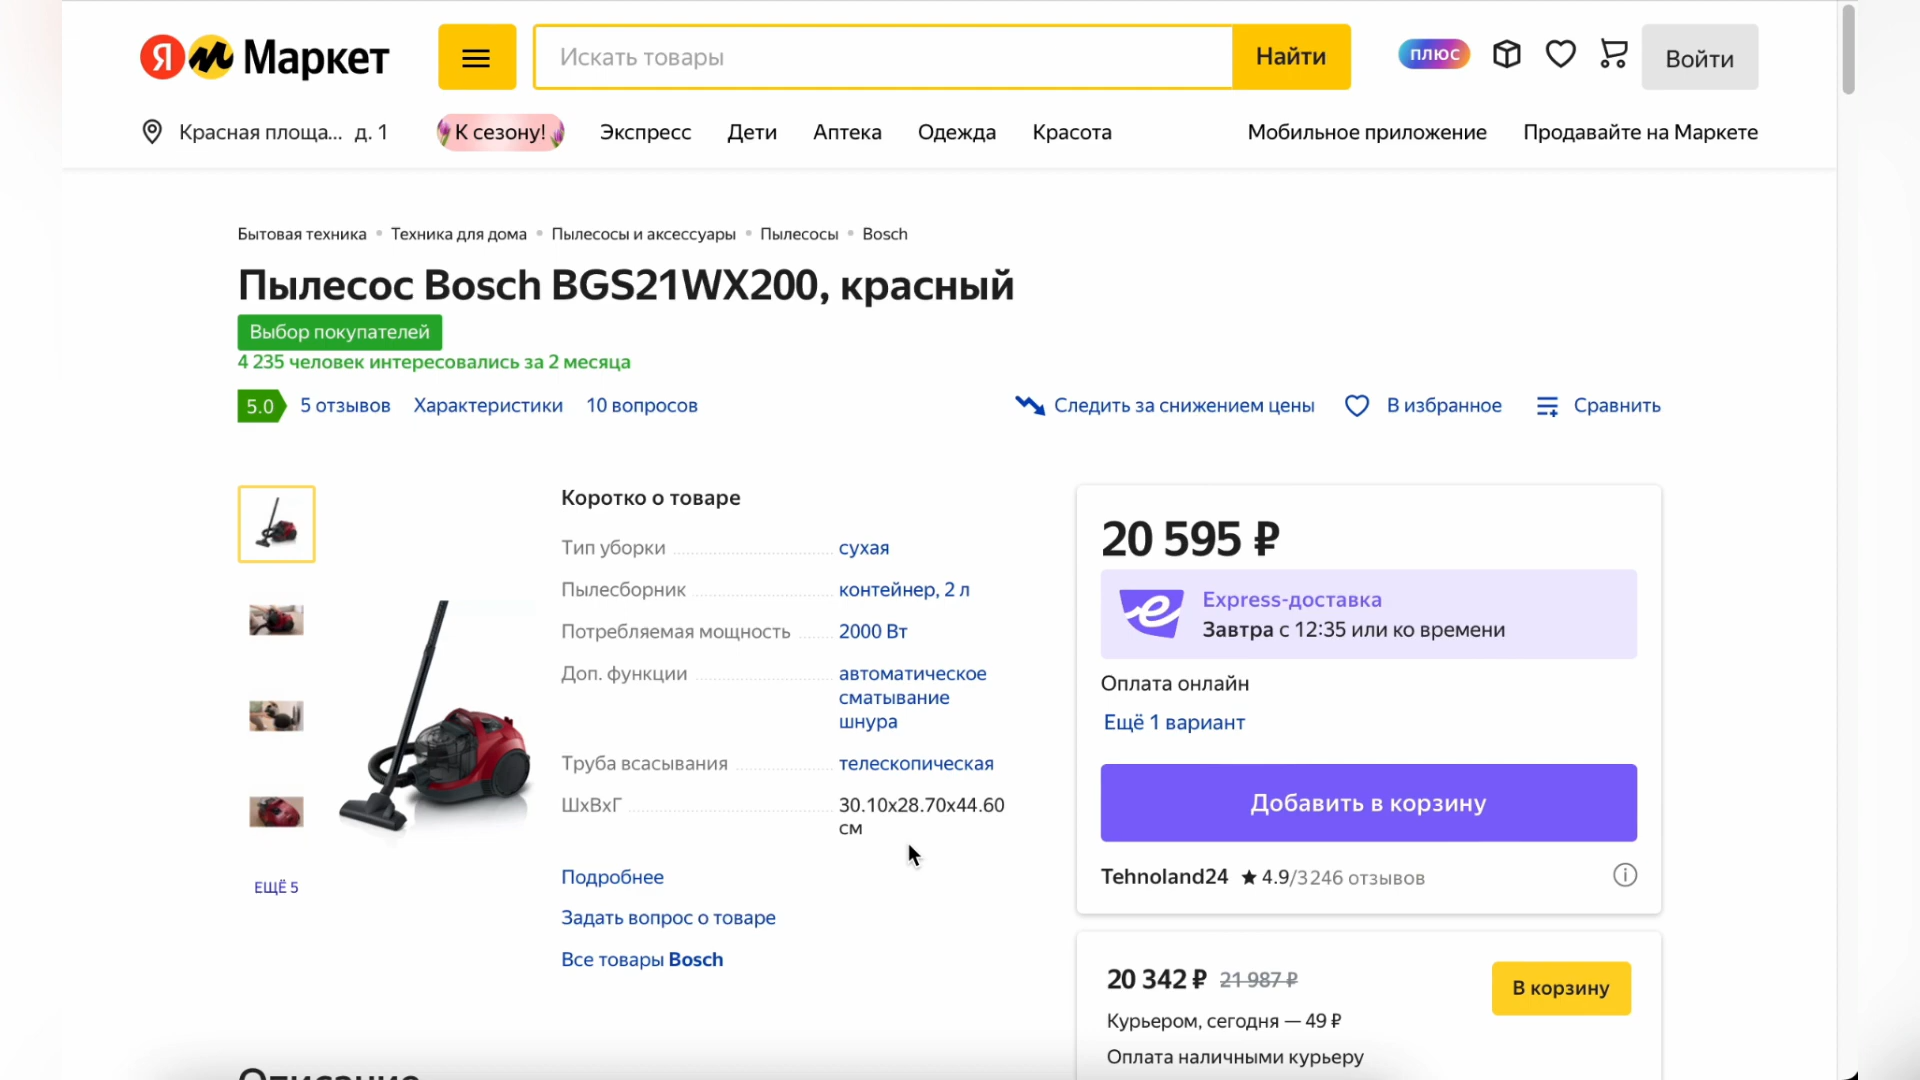 Я м Маркет
Искать товары
Найти
плюс
Войти
Красная площа... д. 1
К сезону!
Экспресс
Дети
Аптека
Одежда
Красота
Мобильное приложение
Продавайте на Маркете
Бытовая техника • Техника для дома • Пылесосы и аксессуары • Пылесосы • Bosch
Пылесос Bosch BGS21WX200, красный
Выбор покупателей
4 235 человек интересовались за 2 месяца
5.0 5 отзывов Характеристики 10 вопросов
Следить за снижением цены
В избранное
Сравнить
ЕЩЁ 5
Коротко о товаре
Тип уборки сухая
Пылесборник контейнер, 2 л
Потребляемая мощность 2000 Вт
Доп. функции автоматическое
сматывание
шнура
Труба всасывания телескопическая
ШхВхГ 30.10x28.70x44.60
см
Подробнее
Задать вопрос о товаре
Все товары Bosch
20 595 ₽
Express-доставка
Завтра с 12:35 или ко времени
Оплата онлайн
Ещё 1 вариант
Добавить в корзину
Tehnoland24 ★ 4.9/3246 отзывов
20 342 ₽ 21 987 ₽
В корзину
Курьером, сегодня — 49 ₽
Оплата наличными курьеру
Описание